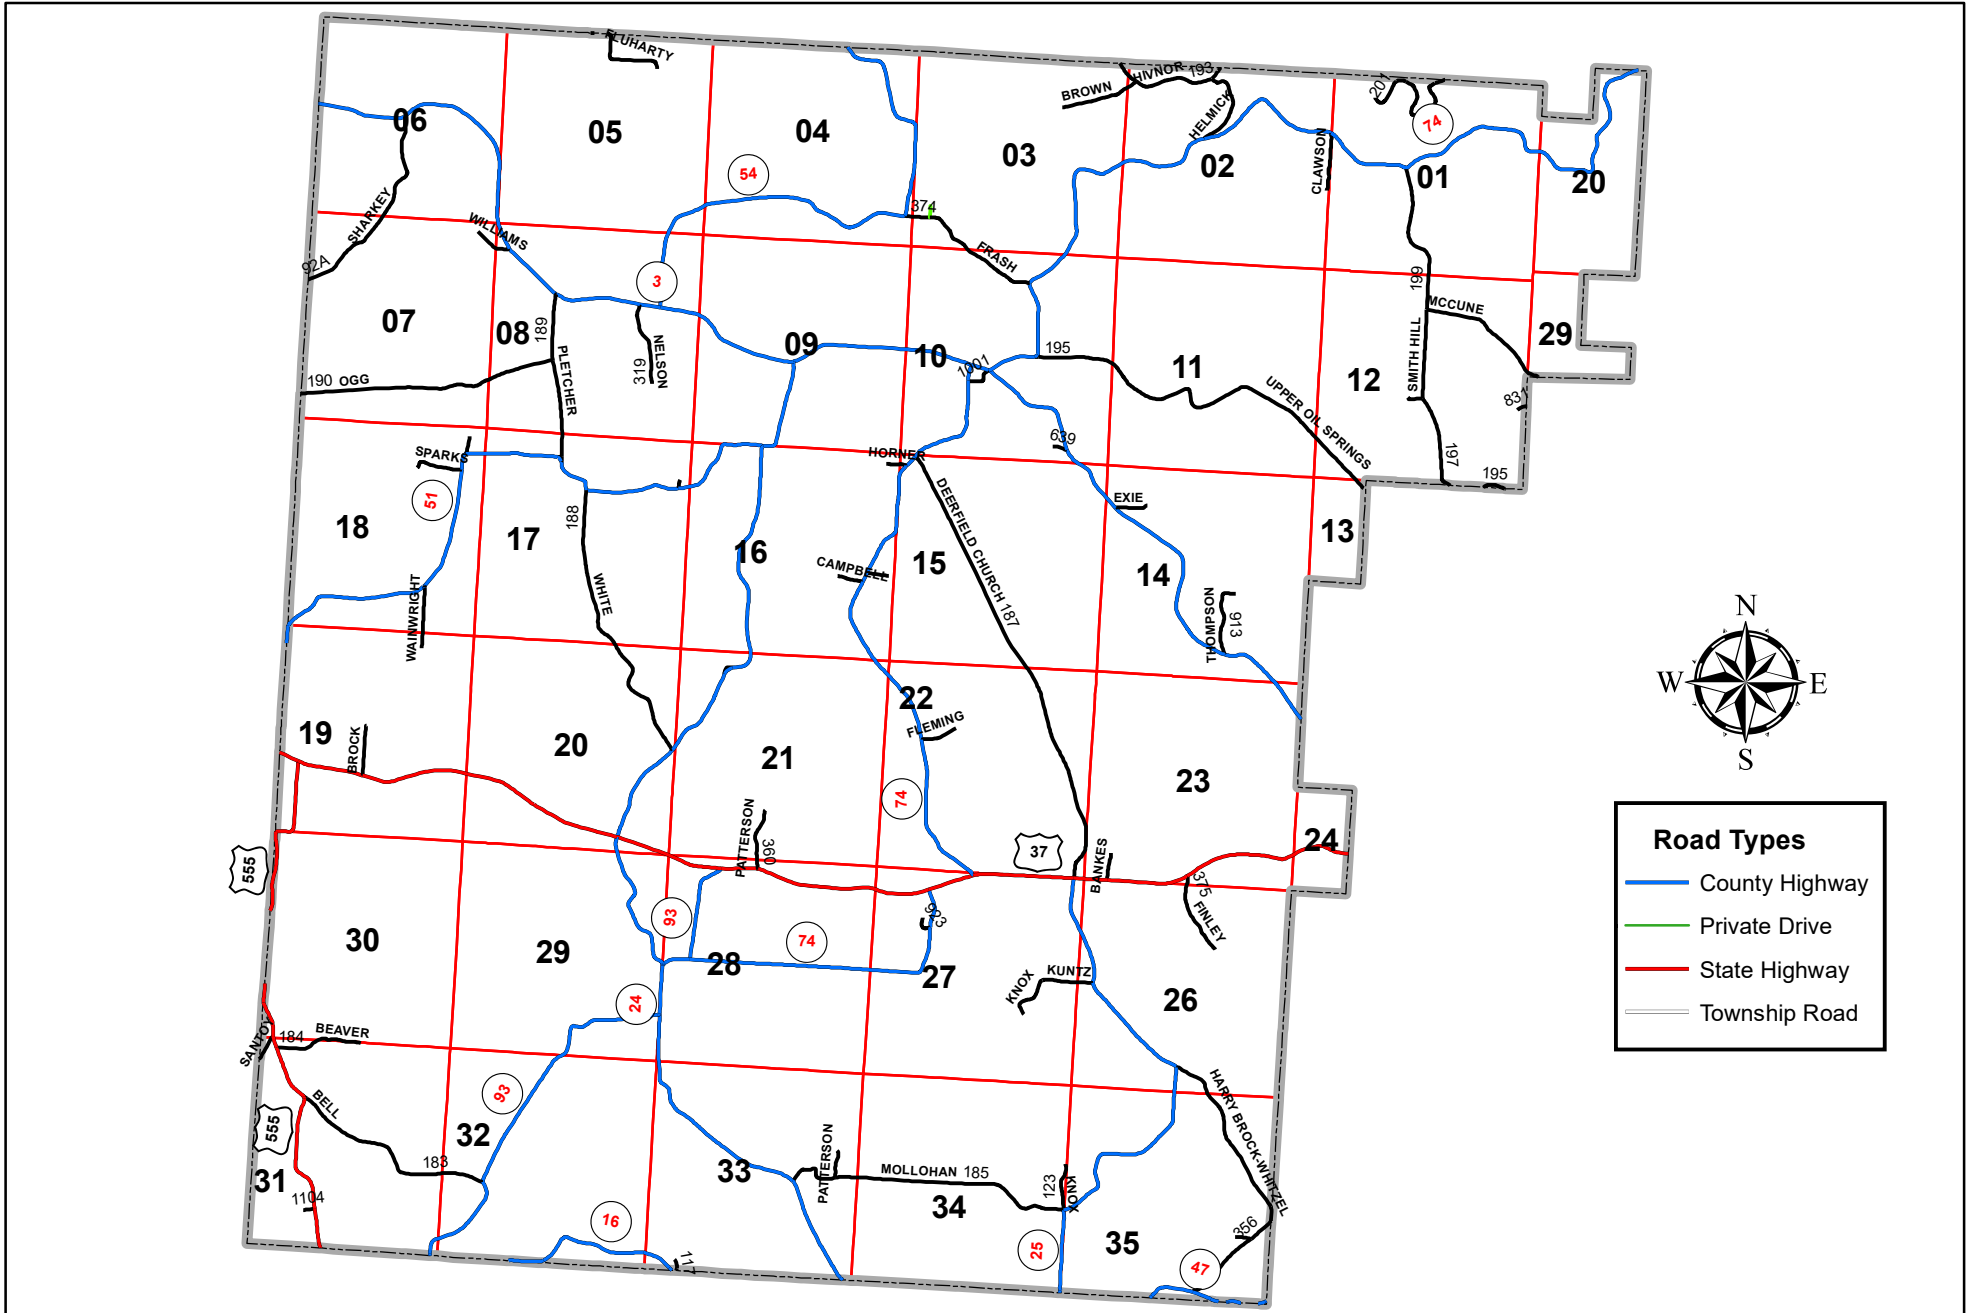 FLUHARTY
BROWN
HIVNOR
193
HELMICK
201
74
06
05
04
03
02
CLAWSON
01
20
54
SHARKEY
92A
WILLIAMS
374
FRASH
3
199
MCCUNE
07
08
189
PLETCHER
319
NELSON
09
10
1001
195
11
12
SMITH HILL
29
190 OGG
UPPER OIL SPRINGS
831
197
195
SPARKS
51
HORNER
639
EXIE
18
17
188
16
15
DEERFIELD CHURCH 187
14
13
CAMPBELL
WHITE
WAINWRIGHT
THOMPSON
913
N
W
E
S
19
BROCK
20
21
22
FLEMING
74
23
24
555
PATTERSON
360
37
BANKES
375
FINLEY
30
29
93
28
74
933
27
KNOX
KUNTZ
26
24
SANTOY
184
BEAVER
555
BELL
93
32
183
31
1104
33
PATTERSON
MOLLOHAN 185
34
123
KNOX
HARRY BROCK-WHITZEL
16
117
25
35
356
47
Road Types
County Highway
Private Drive
State Highway
Township Road